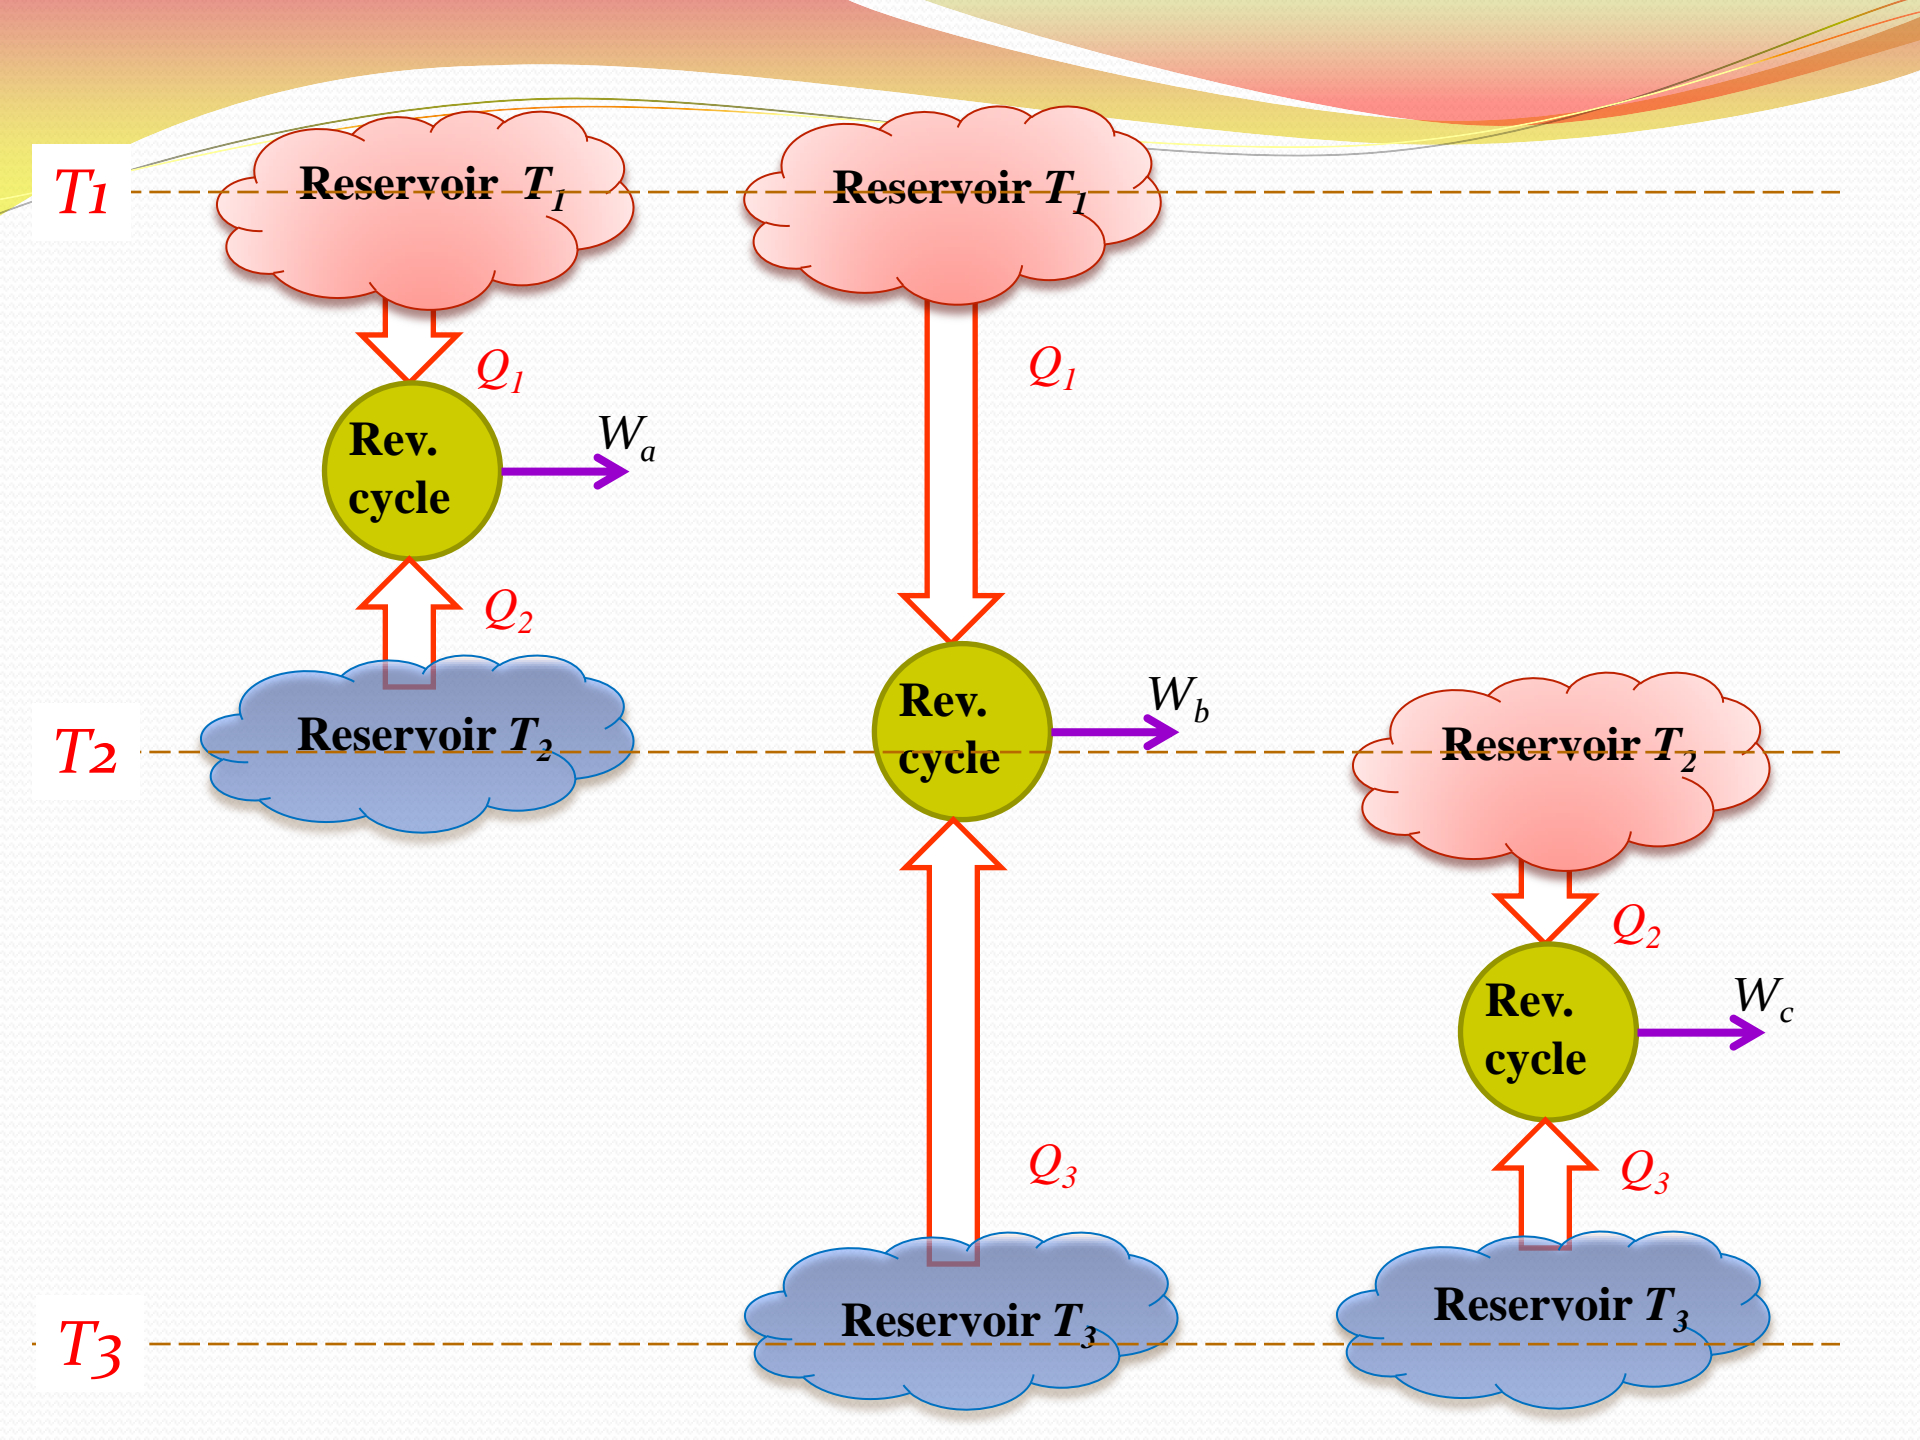 T1
Reservoir T1
Reservoir T1
Q1
Q1
Rev.
cycle
Wa
Q2
Rev.
cycle
Wb
T2
Reservoir T2
Reservoir T2
Q2
Rev.
cycle
Wc
Q3
Q3
T3
Reservoir T3
Reservoir T3